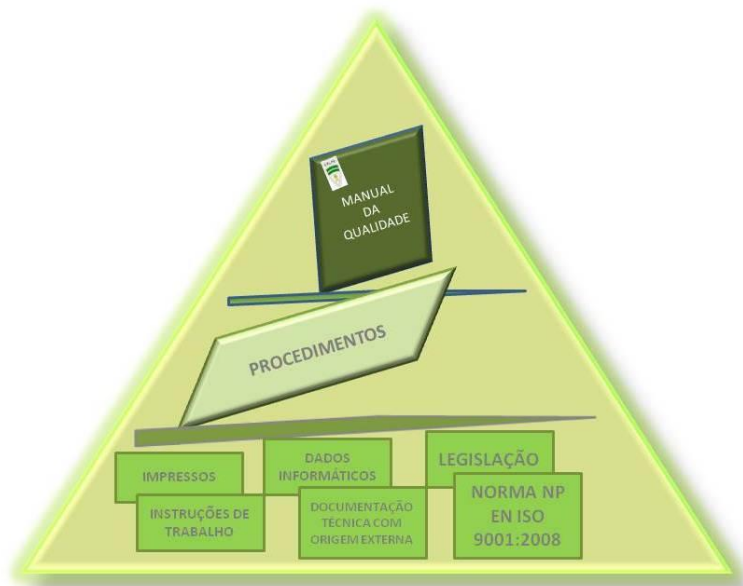 MANUAL
DA
QUALIDADE
PROCEDIMENTOS
IMPRESSOS
DADOS
INFORMÁTICOS
LEGISLAÇÃO
INSTRUÇÕES DE
TRABALHO
DOCUMENTAÇÃO
TÉCNICA COM
ORIGEM EXTERNA
NORMA NP
EN ISO
9001:2008